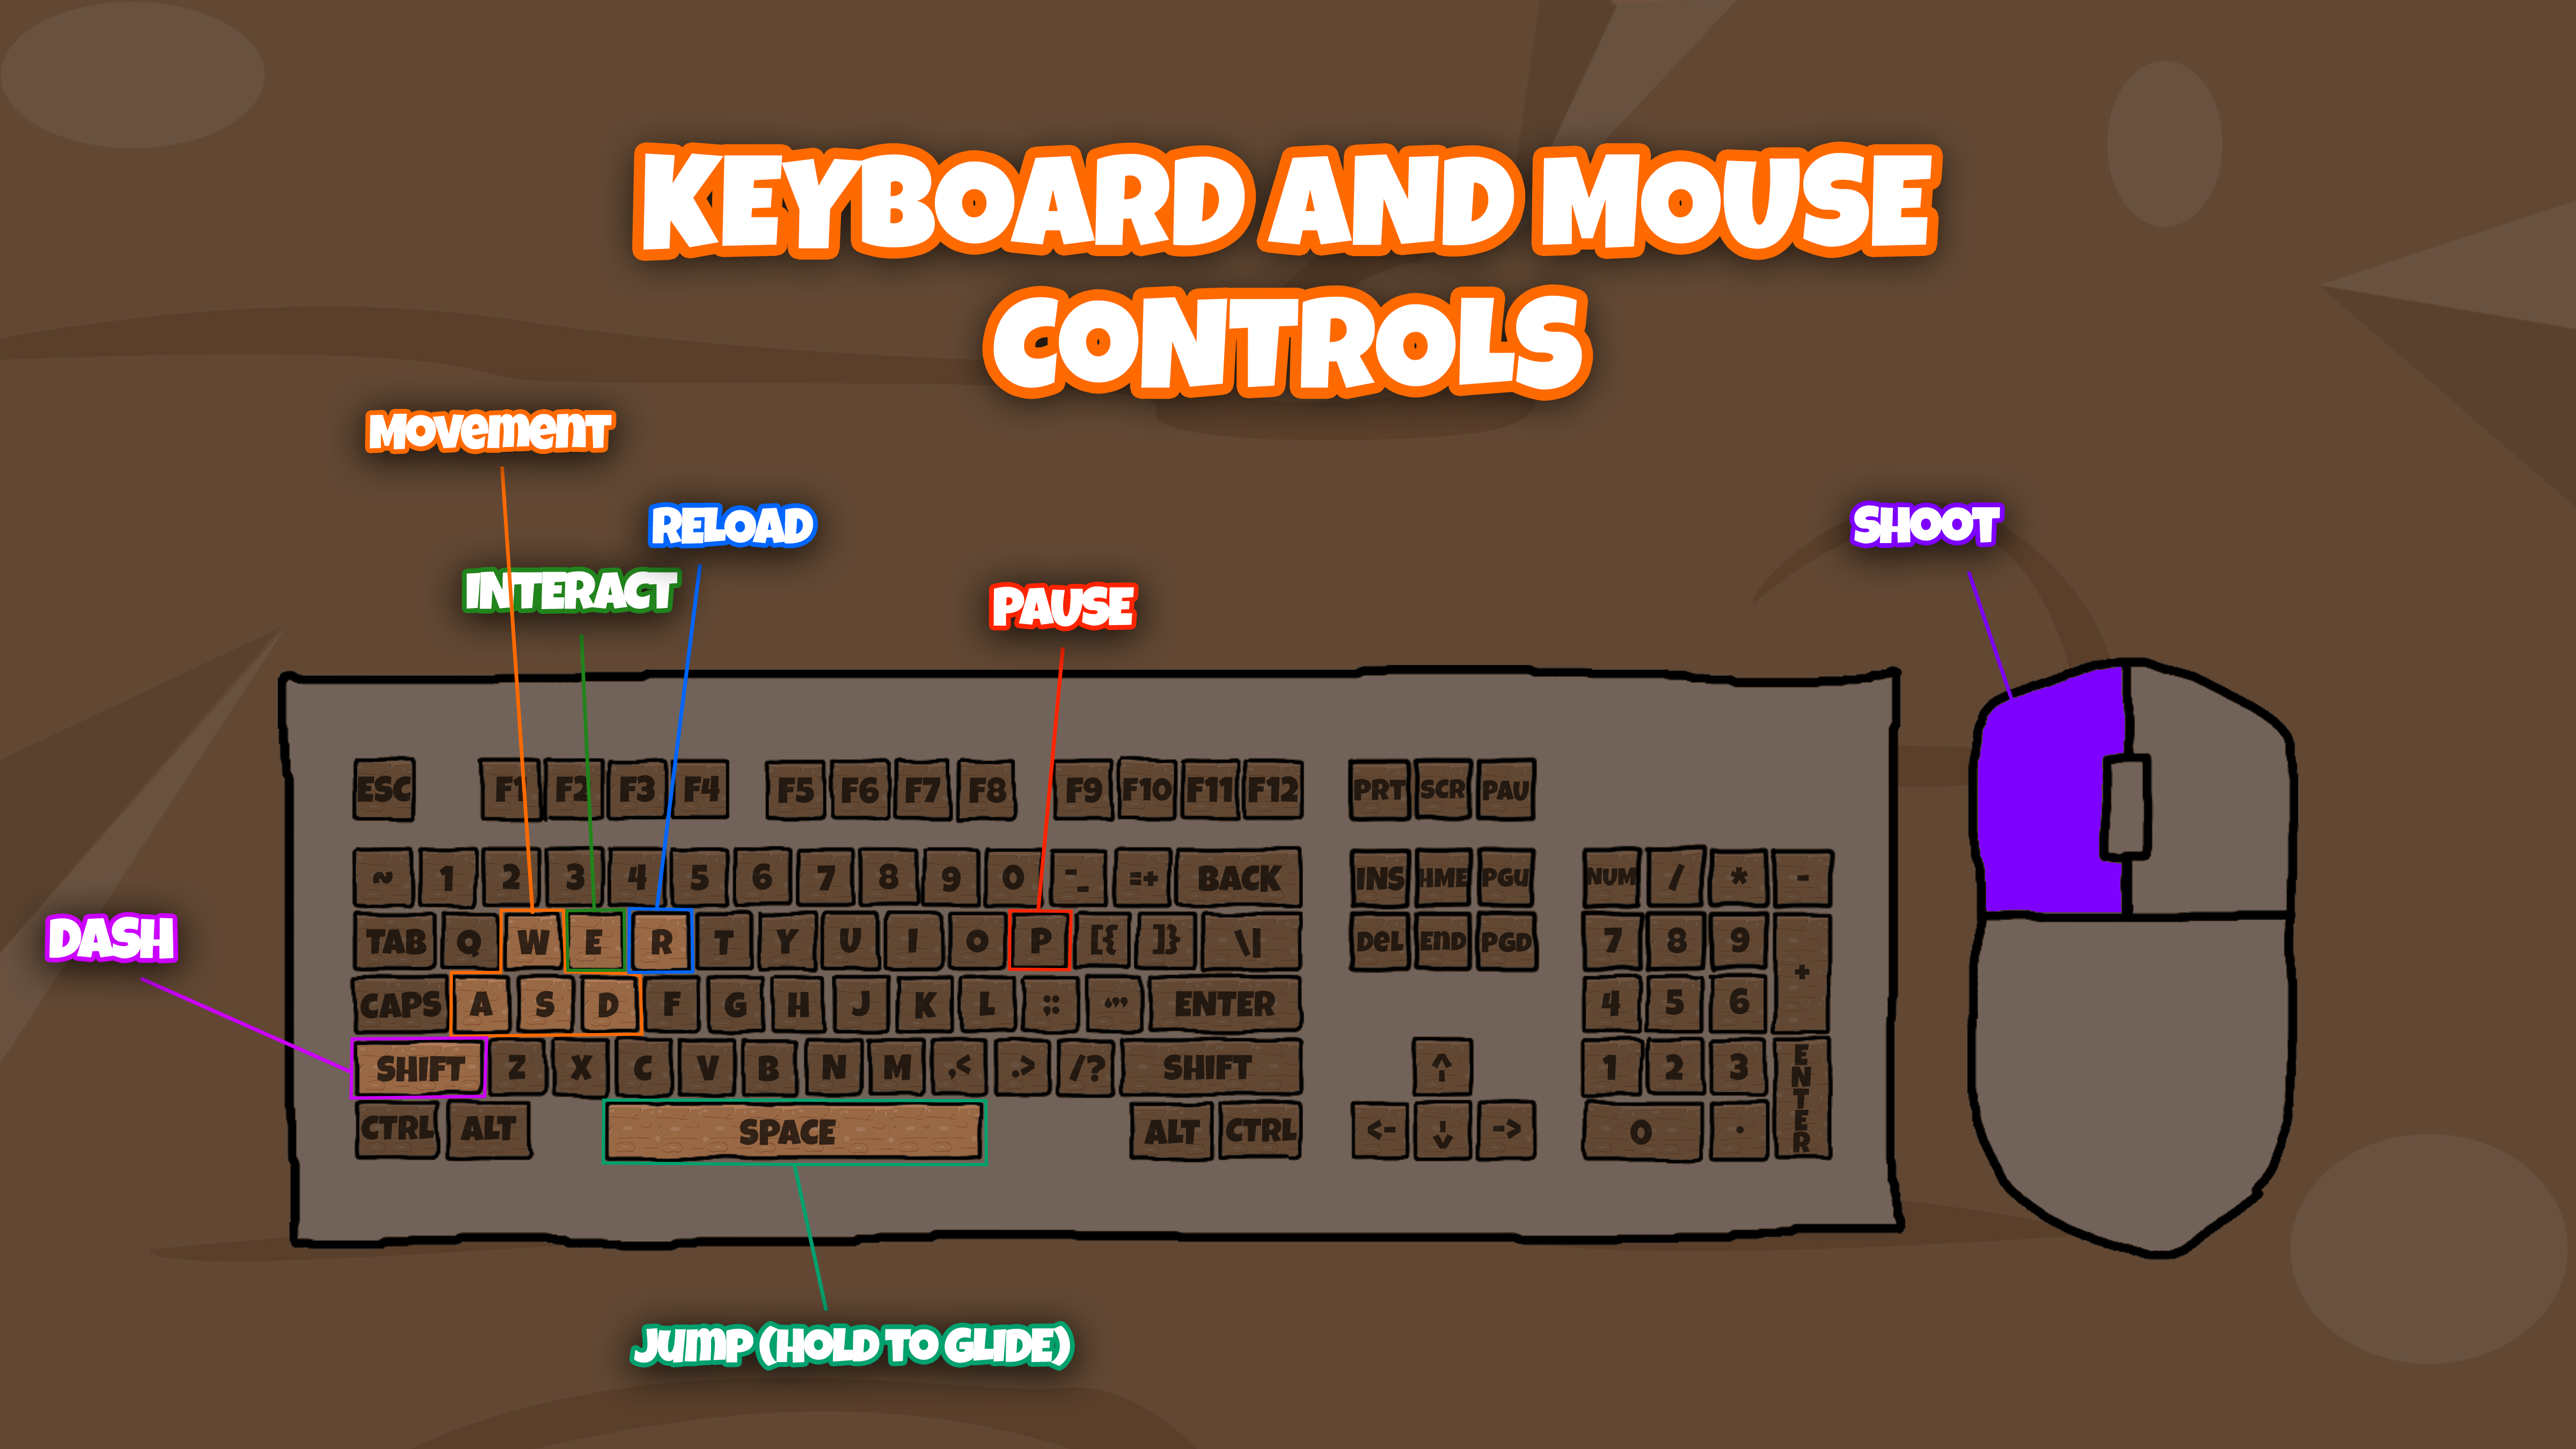 KEYBOARD AND MOUSE
CONTROLS
Movement
RELOAD
SHOOT
INTERACT
PAUSE
ESC F1 F2 F3 F4 F5 F6 F7 F8 F9 F10 F11 F12 PRT SCR PAU
~ 1 2 3 4 5 6 7 8 9 0 -_ =+ BACK INS HME PGU NUM / * -
DASH
TAB Q W E R T Y U I O P [{ ]} \| DEL END PGD 7 8 9 +
CAPS A S D F G H J K L ;: '" ENTER 4 5 6
SHIFT Z X C V B N M ,< .> /? SHIFT ^ 1 2 3 ENTER
CTRL ALT SPACE ALT CTRL <- v -> 0 .
Jump (HOLD TO GLIDE)